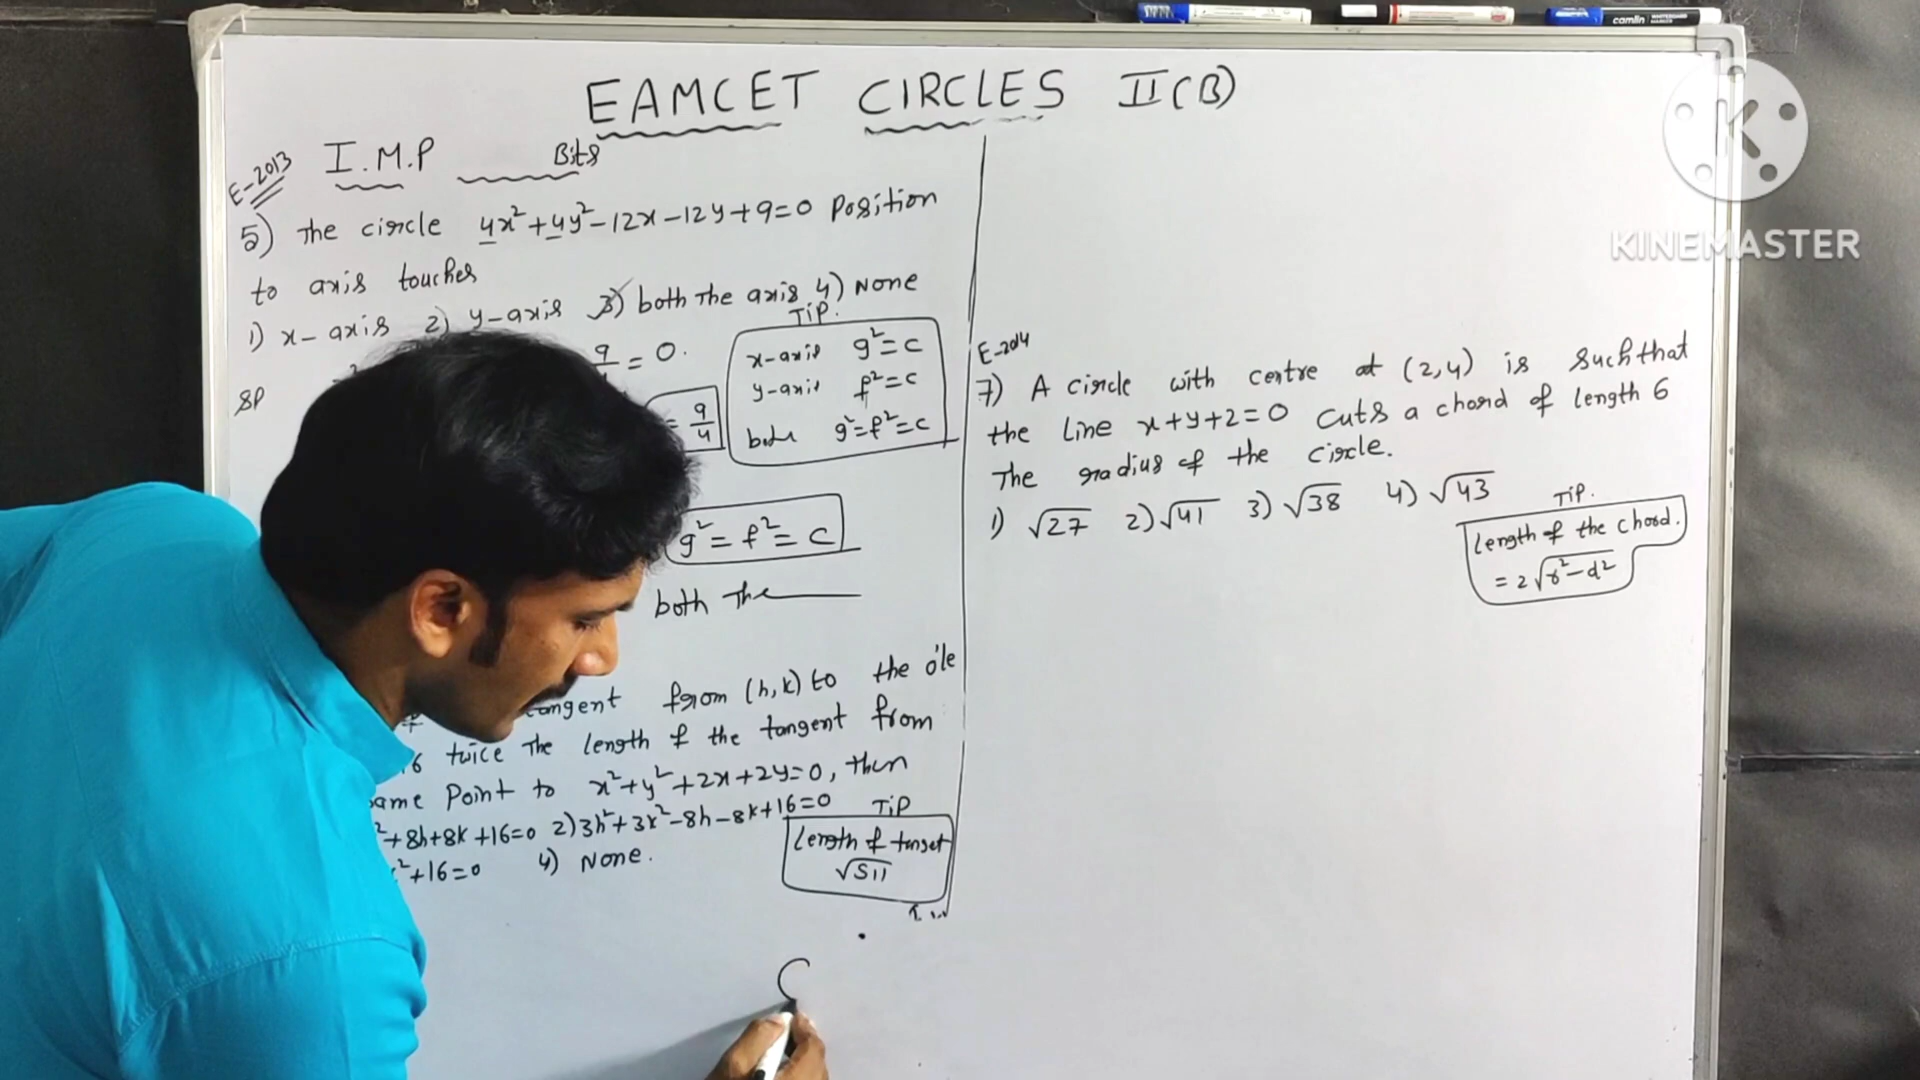 EAMCET CIRCLES II(B)
I.M.P Bits
E-2013
5) The circle 4x²+4y²-12x-12y+9=0 Position
to axis touches
1) x-axis 2) y-axis 3) both the axis 4) None
SP
9 = 0.
= 9/4
TIP.
x-axis g²=c
y-axis f²=c
both g²=f²=c
g²=f²=c
both the
tangent from (h,k) to the
16 twice The length of the tangent from
same Point to x²+y²+2x+2y=0, then
²+8h+8k+16=0 2) 3h²+3k²-8h-8k+16=0
²+16=0 4) None.
TIP
length of
√S11
C
E-2014
7) A circle with centre at (2,4) is such that
the line x+y+2=0 cuts a chord of length 6
The radius of the circle.
1) √27 2) √41 3) √38 4) √43
TIP.
length of the chord.
= 2√r²-d²
camlin
K
KINEMASTER